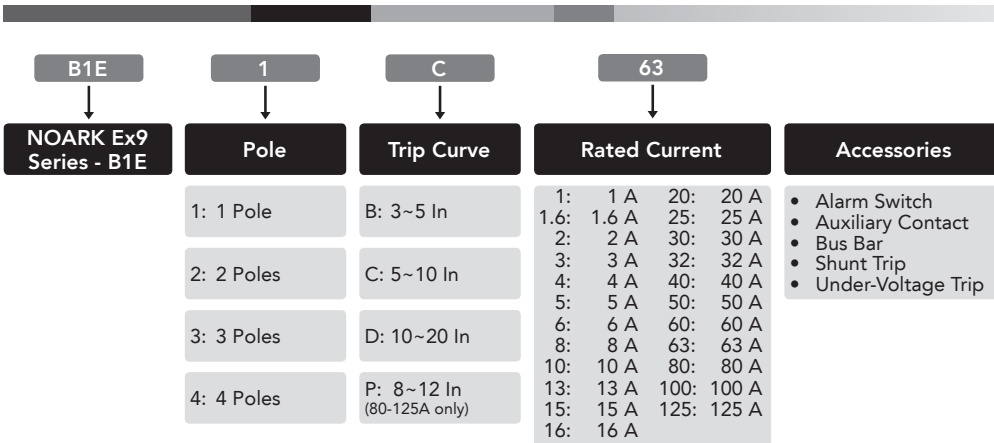 B1E
1
C
63
NOARK Ex9
Series - B1E
Pole
Trip Curve
Rated Current
Accessories
1: 1 Pole
2: 2 Poles
3: 3 Poles
4: 4 Poles
B: 3~5 In
C: 5~10 In
D: 10~20 In
P: 8~12 In
(80-125A only)
1: 1 A 20: 20 A
1.6: 1.6 A 25: 25 A
2: 2 A 30: 30 A
3: 3 A 32: 32 A
4: 4 A 40: 40 A
5: 5 A 50: 50 A
6: 6 A 60: 60 A
8: 8 A 63: 63 A
10: 10 A 80: 80 A
13: 13 A 100: 100 A
15: 15 A 125: 125 A
16: 16 A
• Alarm Switch
• Auxiliary Contact
• Bus Bar
• Shunt Trip
• Under-Voltage Trip